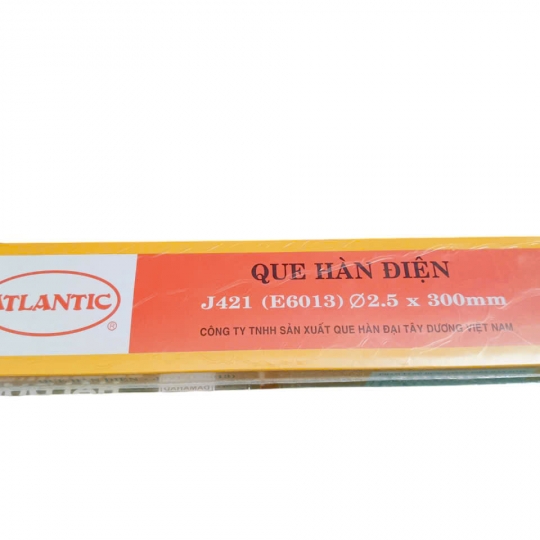 ATLANTIC
®
QUE HÀN ĐIỆN
J421 (E6013) Ø2.5 x 300mm
CÔNG TY TNHH SẢN XUẤT QUE HÀN ĐẠI TÂY DƯƠNG VIỆT NAM